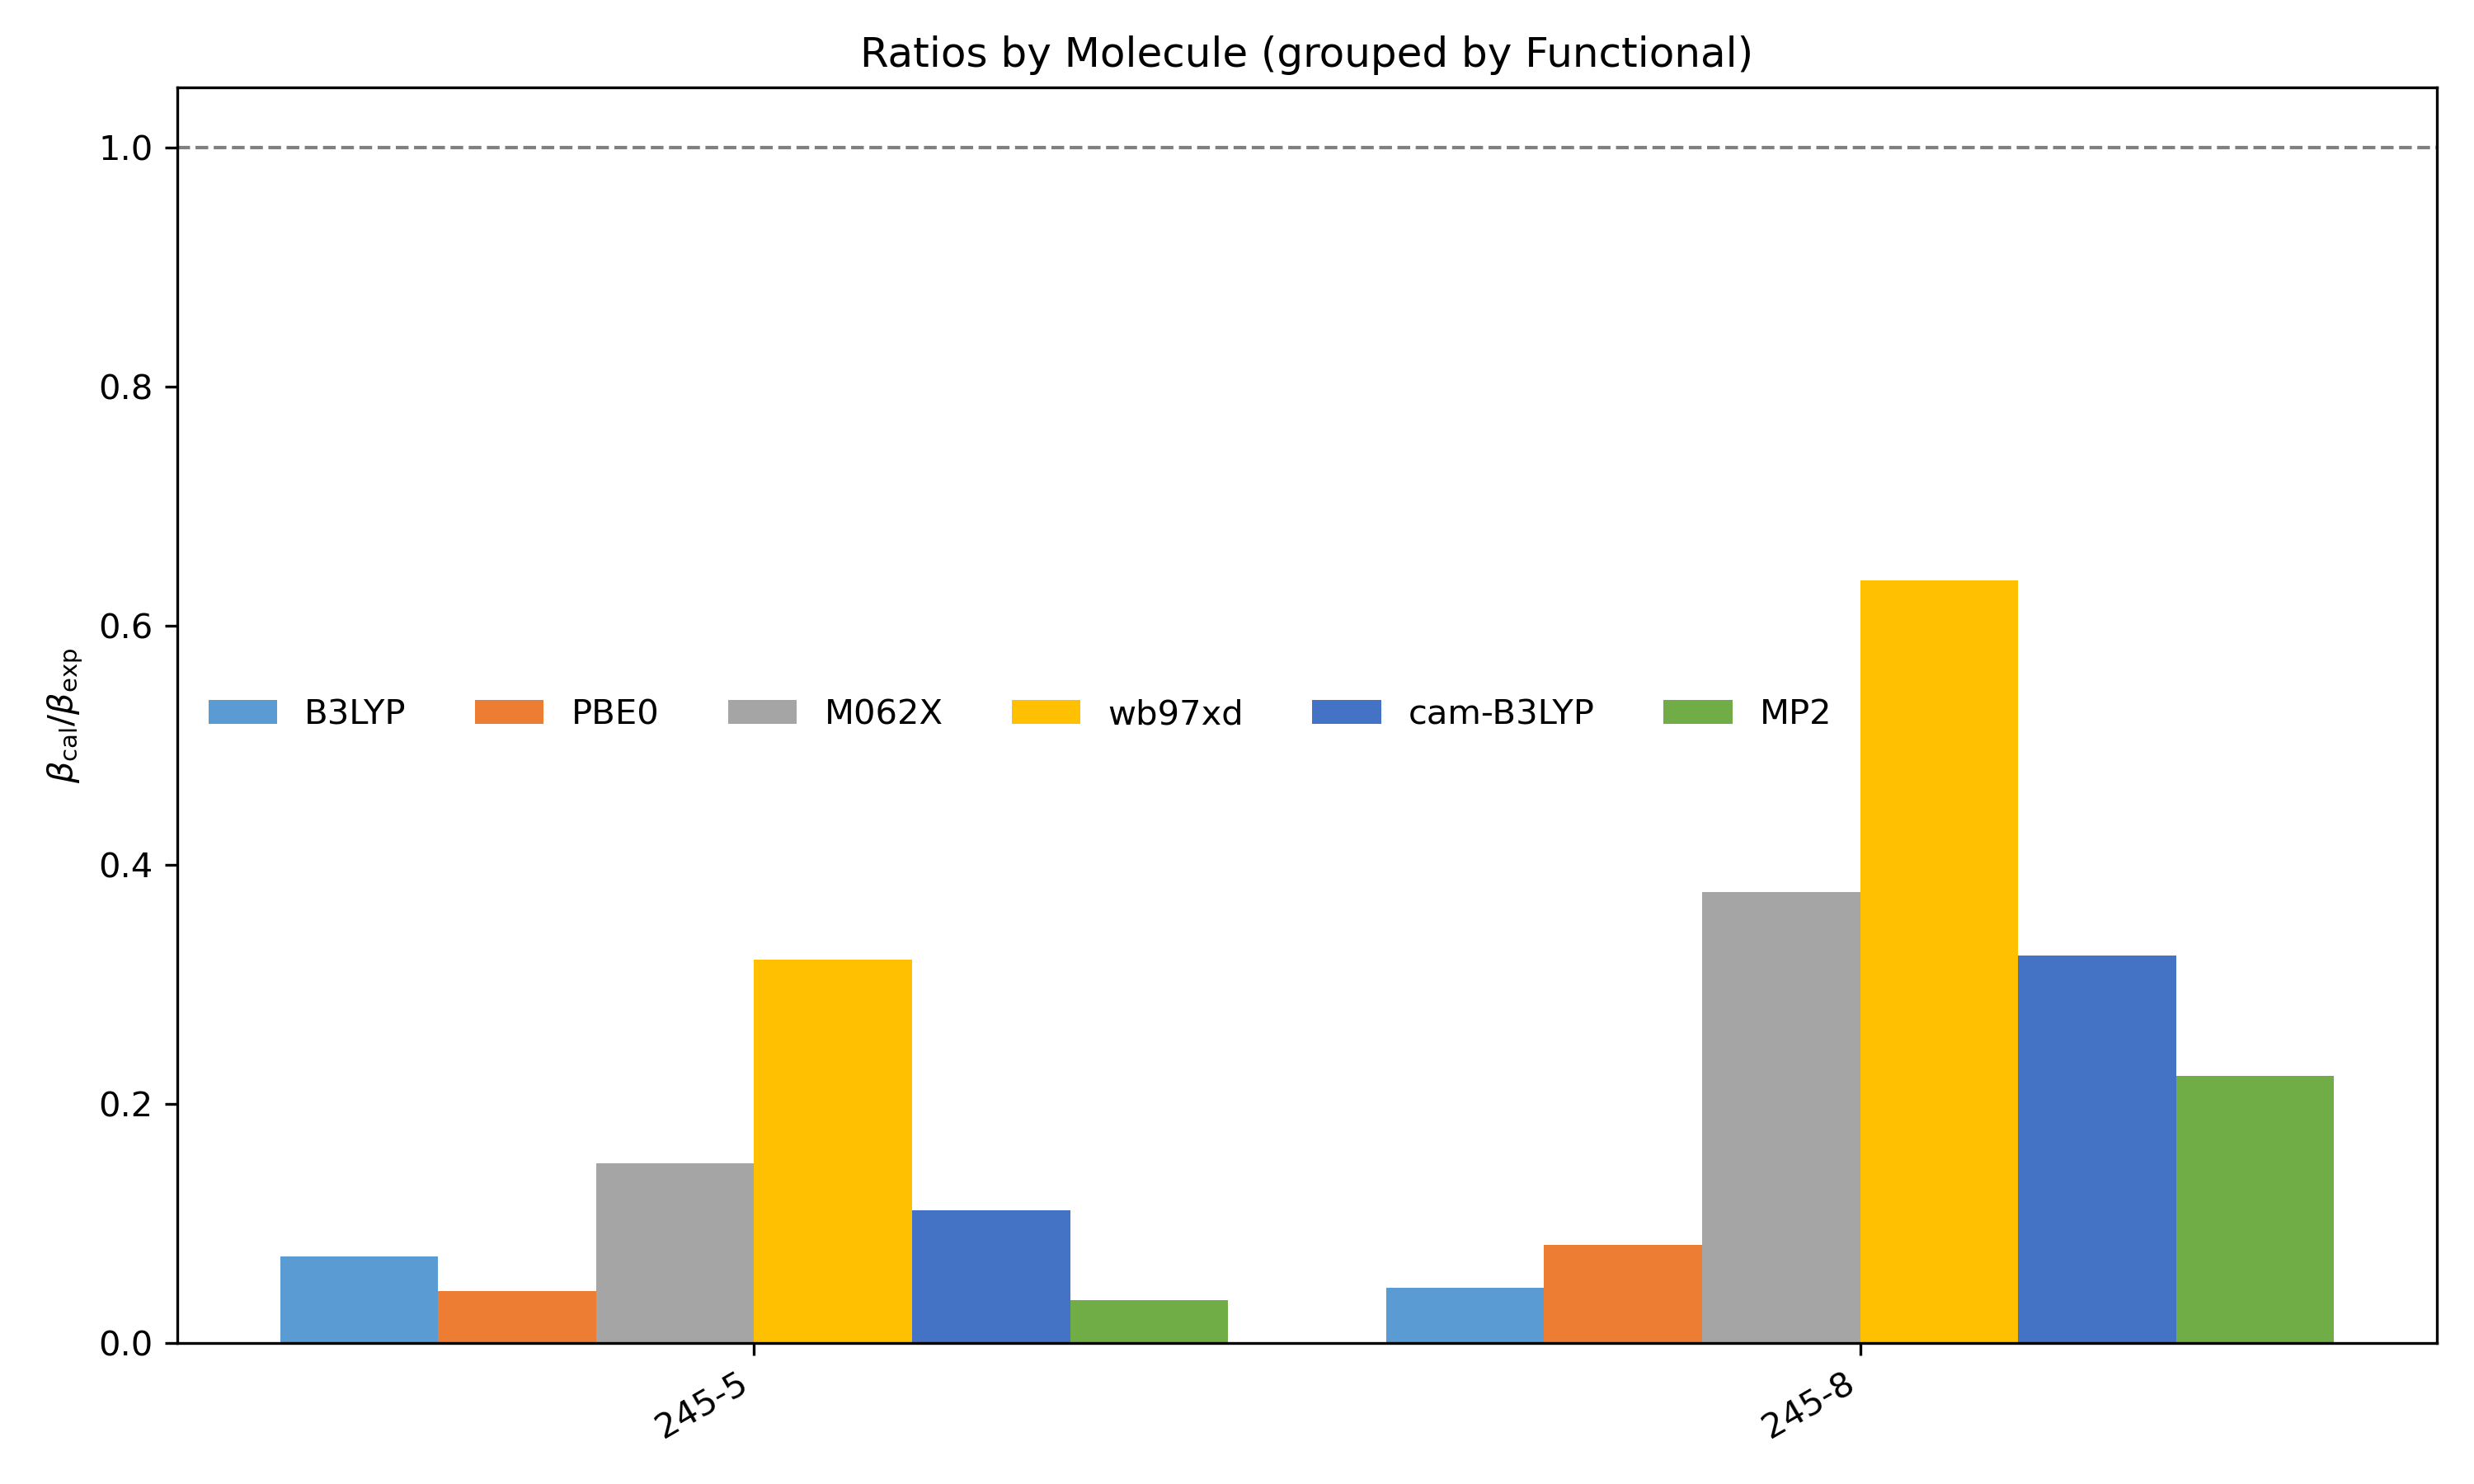 Ratios by Molecule (grouped by Functional)
1.0
0.8
0.6
0.4
0.2
0.0
βcal/βexp
B3LYP PBE0 M062X wb97xd cam-B3LYP MP2
245-5 245-8